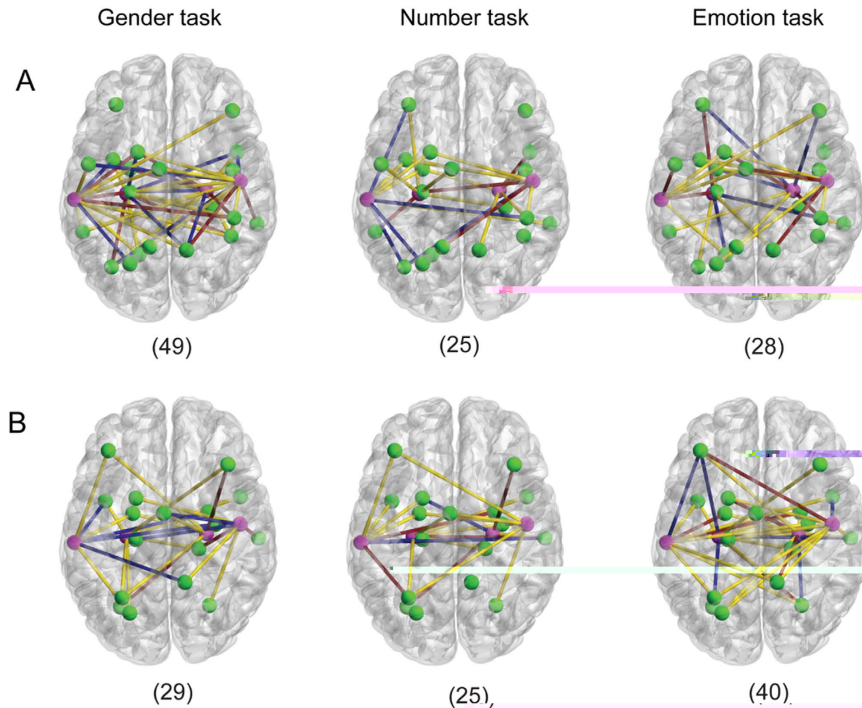 Gender task Number task Emotion task
A
(49) (25) (28)
B
(29) (25) (40)